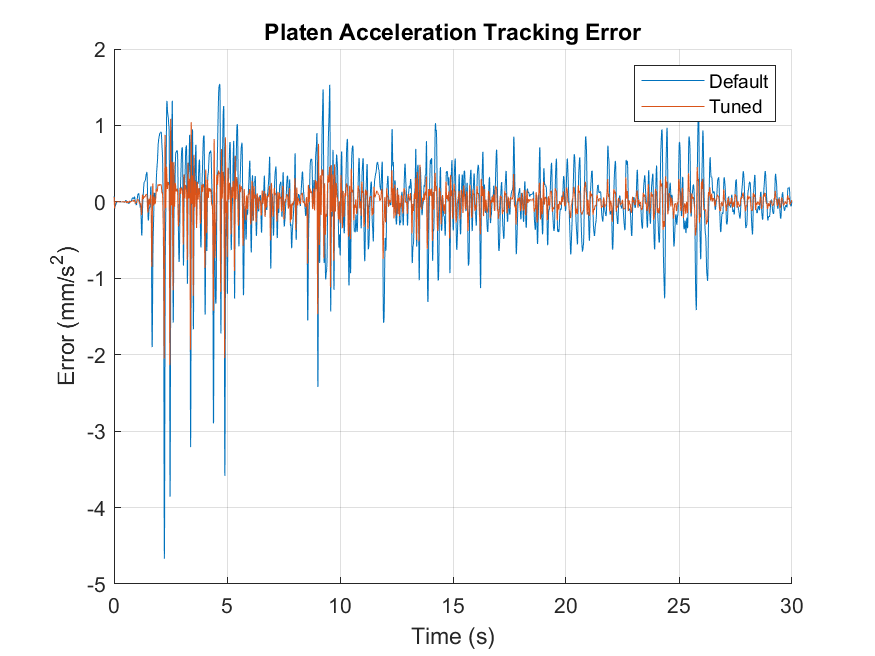 Platen Acceleration Tracking Error
2
Default
Tuned
1
0
-1
Error (mm/s²)
-2
-3
-4
-5
0 5 10 15 20 25 30
Time (s)